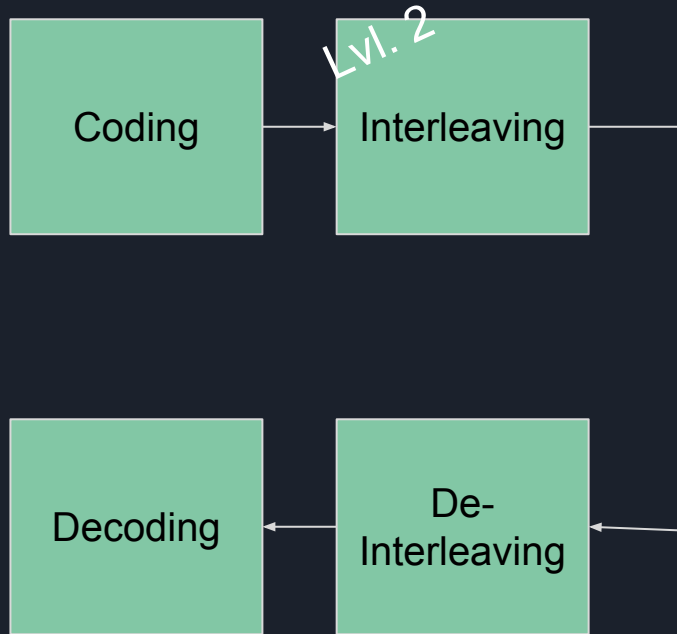 Lvl. 2
Coding
Interleaving
Decoding
De-
Interleaving